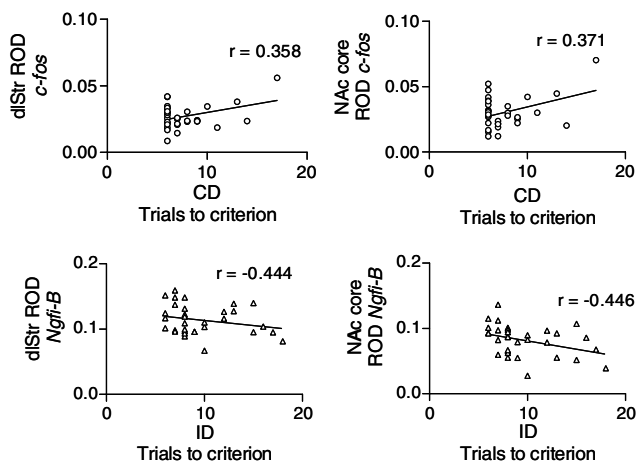 dlStr ROD
c-fos
0.10
0.05
0.00
r = 0.358
0
10
20
CD
Trials to criterion
NAc core
ROD c-fos
0.10
0.05
0.00
r = 0.371
0
10
20
CD
Trials to criterion
dlStr ROD
Ngfi-B
0.2
0.1
0.0
r = -0.444
0
10
20
ID
Trials to criterion
NAc core
ROD Ngfi-B
0.2
0.1
0.0
r = -0.446
0
10
20
ID
Trials to criterion